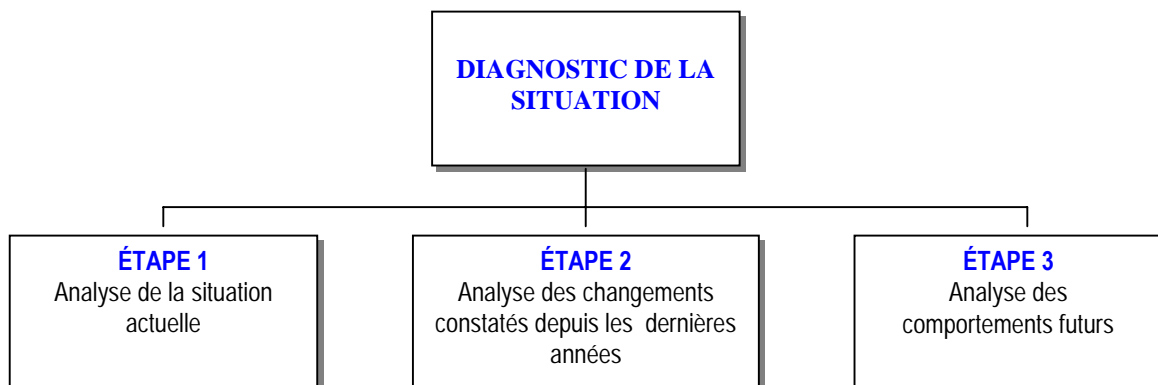 DIAGNOSTIC DE LA
SITUATION
ÉTAPE 1
Analyse de la situation
actuelle
ÉTAPE 2
Analyse des changements
constatés depuis les dernières
années
ÉTAPE 3
Analyse des
comportements futurs